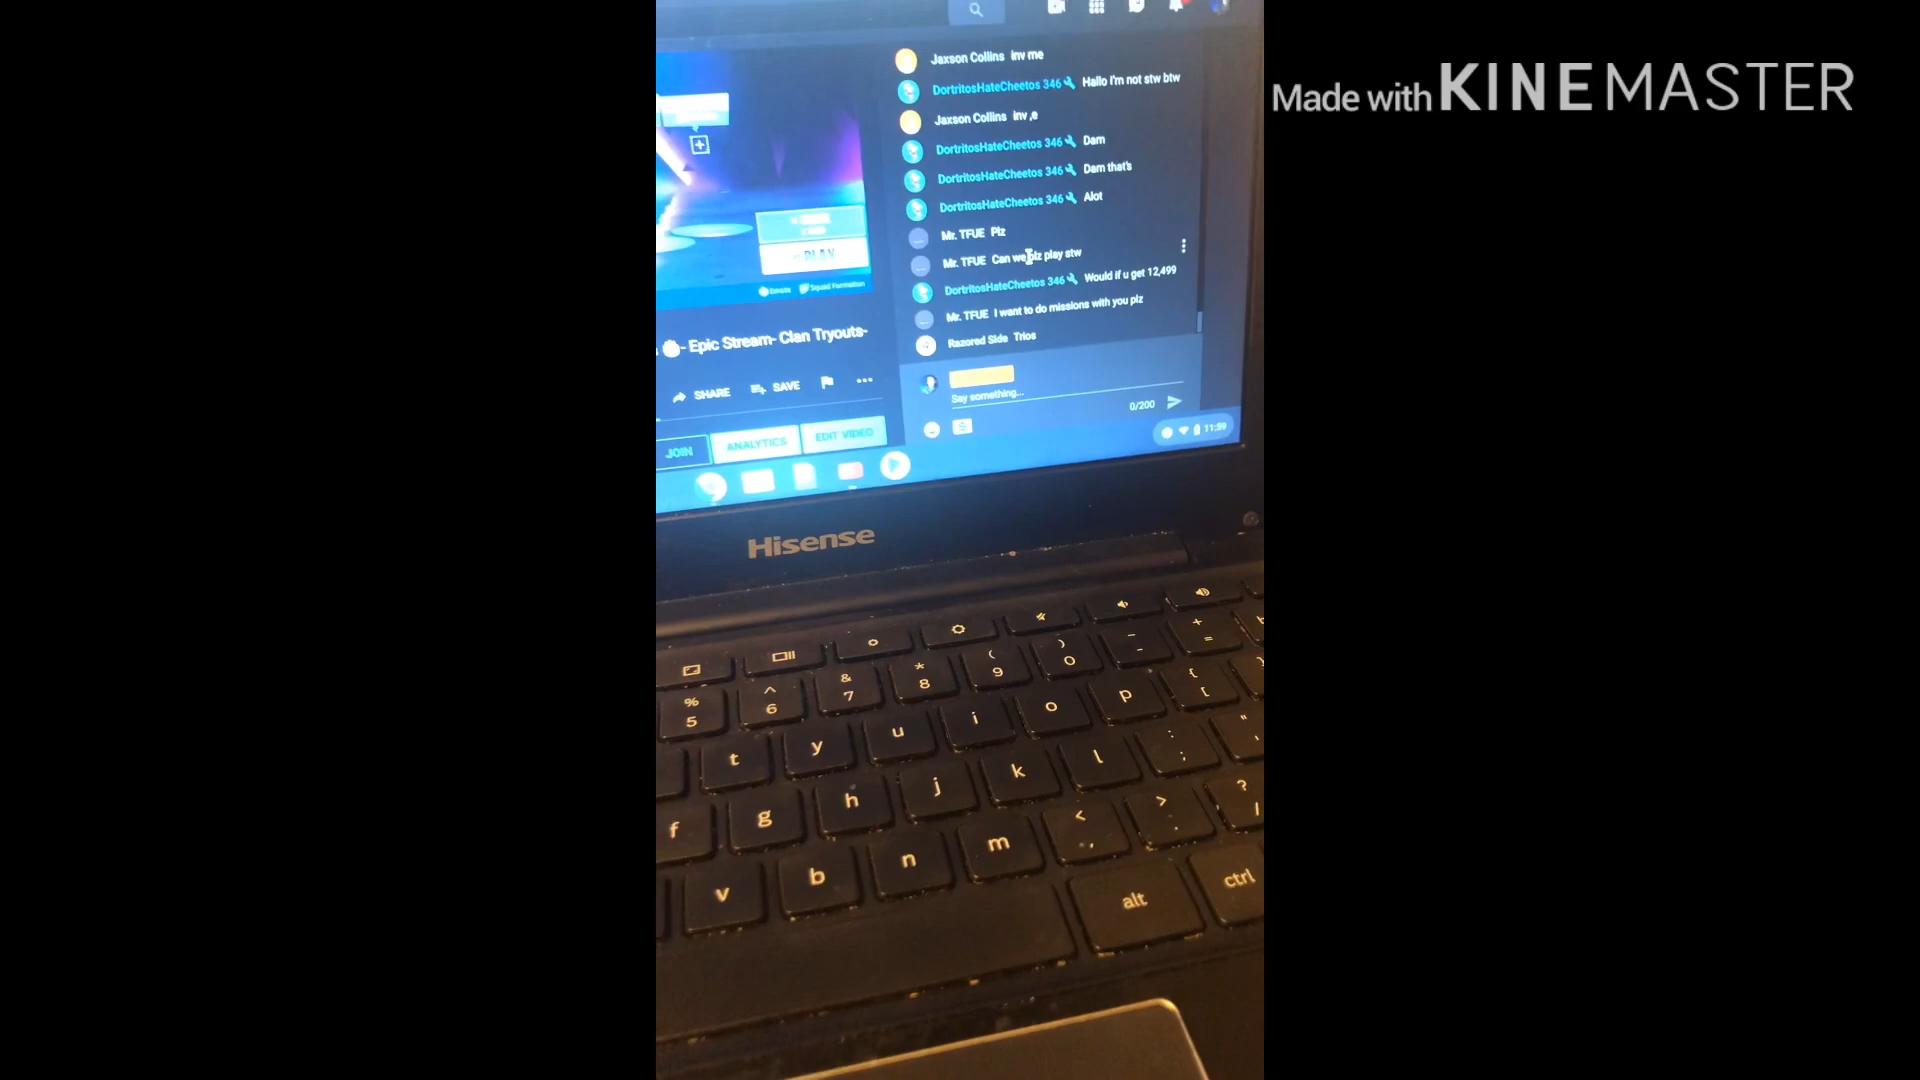 Made with KINEMASTER
Jaxson Collins inv me
DortritosHateCheetos 346 Hallo I'm not stw btw
Jaxson Collins inv ,e
DortritosHateCheetos 346 Dam
DortritosHateCheetos 346 Dam that's
DortritosHateCheetos 346 Alot
Mr. TFUE Plz
Mr. TFUE Can we plz play stw
DortritosHateCheetos 346 Would if u get 12,499
Mr. TFUE I want to do missions with you plz
Razored Side Trios
Say something...
0/200
PLAY
Emote Squad Formation
- Epic Stream- Clan Tryouts-
SHARE SAVE
JOIN ANALYTICS EDIT VIDEO
11:59
Hisense
% & * ( ) _ +
5 ^ 6 7 8 9 0 - =
t y u i o p { [
f g h j k l : ; " '
v b n m < , > . ? /
alt ctrl